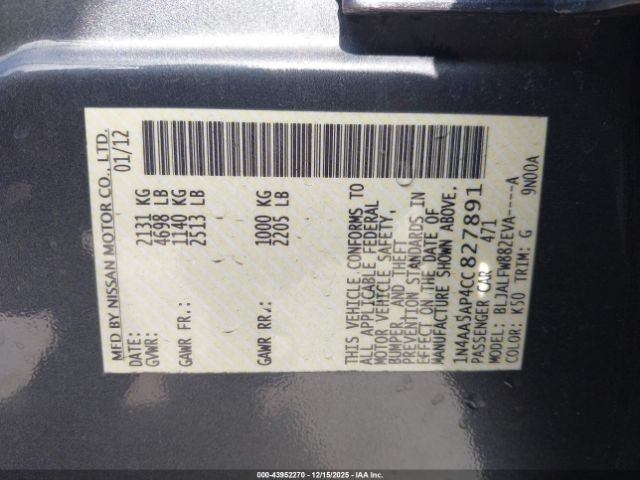 MFD BY NISSAN MOTOR CO., LTD.
DATE: 01/12
GVWR: 2131 KG
4698 LB
GAWR FR.: 1140 KG
2513 LB
GAWR RR.: 1000 KG
2205 LB
THIS VEHICLE CONFORMS TO
ALL APPLICABLE FEDERAL
MOTOR VEHICLE SAFETY,
BUMPER, AND THEFT
PREVENTION STANDARDS IN
EFFECT ON THE DATE OF
MANUFACTURE SHOWN ABOVE.
1N4AA5AP4CC827891
PASSENGER CAR 471
MODEL: BLJALFW882EVA----A
COLOR: K50 TRIM: G 9N00A
000-43952270 - 12/15/2025 - IAAI.COM